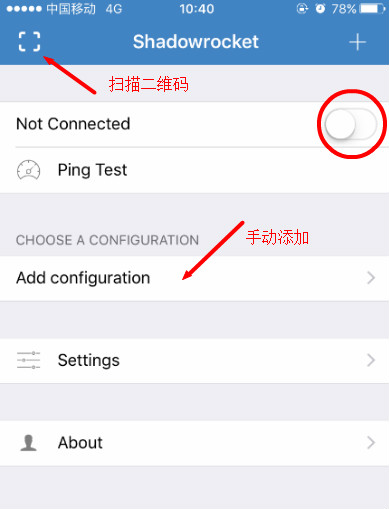 中国移动 4G 10:40 78%
Shadowrocket
扫描二维码
Not Connected
Ping Test
CHOOSE A CONFIGURATION
手动添加
Add configuration
Settings
About